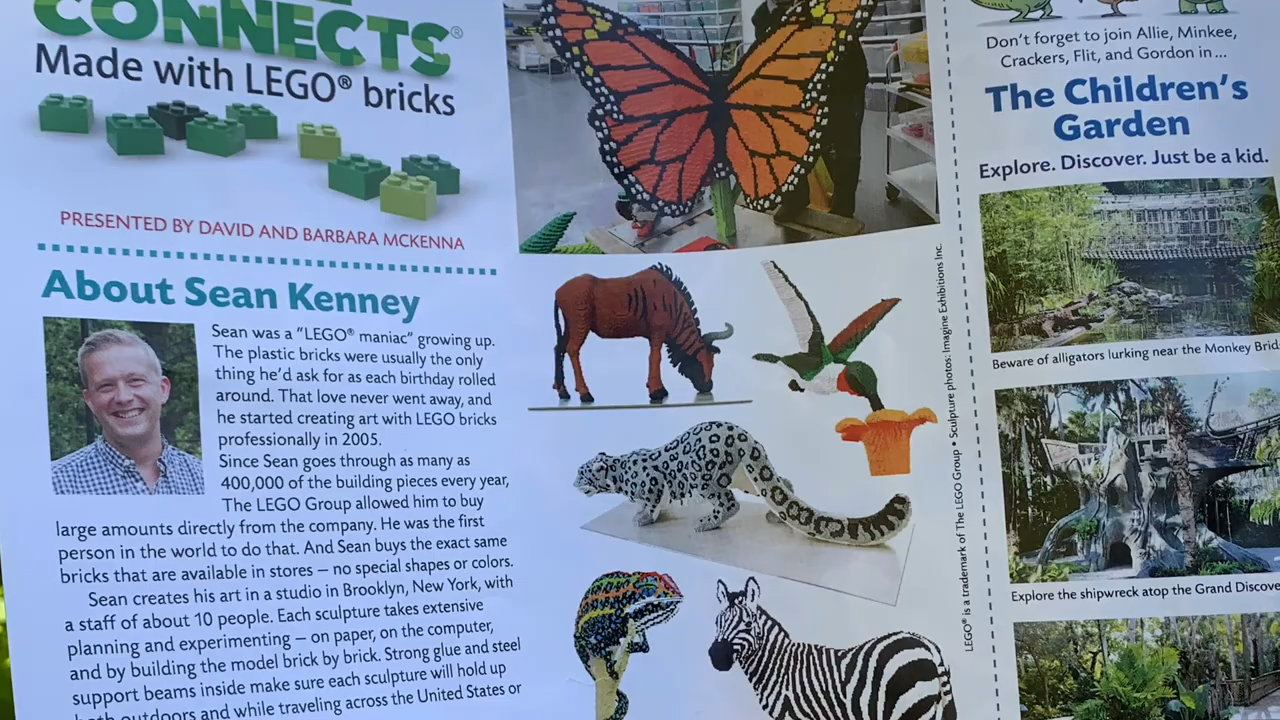 CONNECTS®
Made with LEGO® bricks
PRESENTED BY DAVID AND BARBARA MCKENNA
About Sean Kenney
Sean was a "LEGO® maniac" growing up.
The plastic bricks were usually the only
thing he'd ask for as each birthday rolled
around. That love never went away, and
he started creating art with LEGO bricks
professionally in 2005.
Since Sean goes through as many as
400,000 of the building pieces every year,
The LEGO Group allowed him to buy
large amounts directly from the company. He was the first
person in the world to do that. And Sean buys the exact same
bricks that are available in stores – no special shapes or colors.
Sean creates his art in a studio in Brooklyn, New York, with
a staff of about 10 people. Each sculpture takes extensive
planning and experimenting – on paper, on the computer,
and by building the model brick by brick. Strong glue and steel
support beams inside make sure each sculpture will hold up
both outdoors and while traveling across the United States or
LEGO® is a trademark of The LEGO Group • Sculpture photos: Imagine Exhibitions Inc.
Don't forget to join Allie, Minkee,
Crackers, Flit, and Gordon in...
The Children's
Garden
Explore. Discover. Just be a kid.
Beware of alligators lurking near the Monkey Brid
Explore the shipwreck atop the Grand Discove